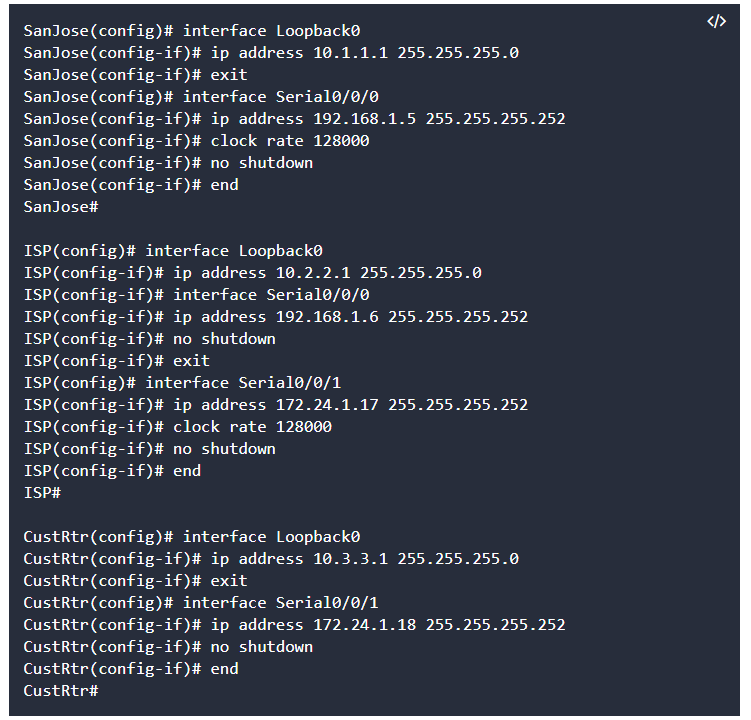 </>
SanJose(config)# interface Loopback0
SanJose(config-if)# ip address 10.1.1.1 255.255.255.0
SanJose(config-if)# exit
SanJose(config)# interface Serial0/0/0
SanJose(config-if)# ip address 192.168.1.5 255.255.255.252
SanJose(config-if)# clock rate 128000
SanJose(config-if)# no shutdown
SanJose(config-if)# end
SanJose#

ISP(config)# interface Loopback0
ISP(config-if)# ip address 10.2.2.1 255.255.255.0
ISP(config-if)# interface Serial0/0/0
ISP(config-if)# ip address 192.168.1.6 255.255.255.252
ISP(config-if)# no shutdown
ISP(config-if)# exit
ISP(config)# interface Serial0/0/1
ISP(config-if)# ip address 172.24.1.17 255.255.255.252
ISP(config-if)# clock rate 128000
ISP(config-if)# no shutdown
ISP(config-if)# end
ISP#

CustRtr(config)# interface Loopback0
CustRtr(config-if)# ip address 10.3.3.1 255.255.255.0
CustRtr(config-if)# exit
CustRtr(config)# interface Serial0/0/1
CustRtr(config-if)# ip address 172.24.1.18 255.255.255.252
CustRtr(config-if)# no shutdown
CustRtr(config-if)# end
CustRtr#